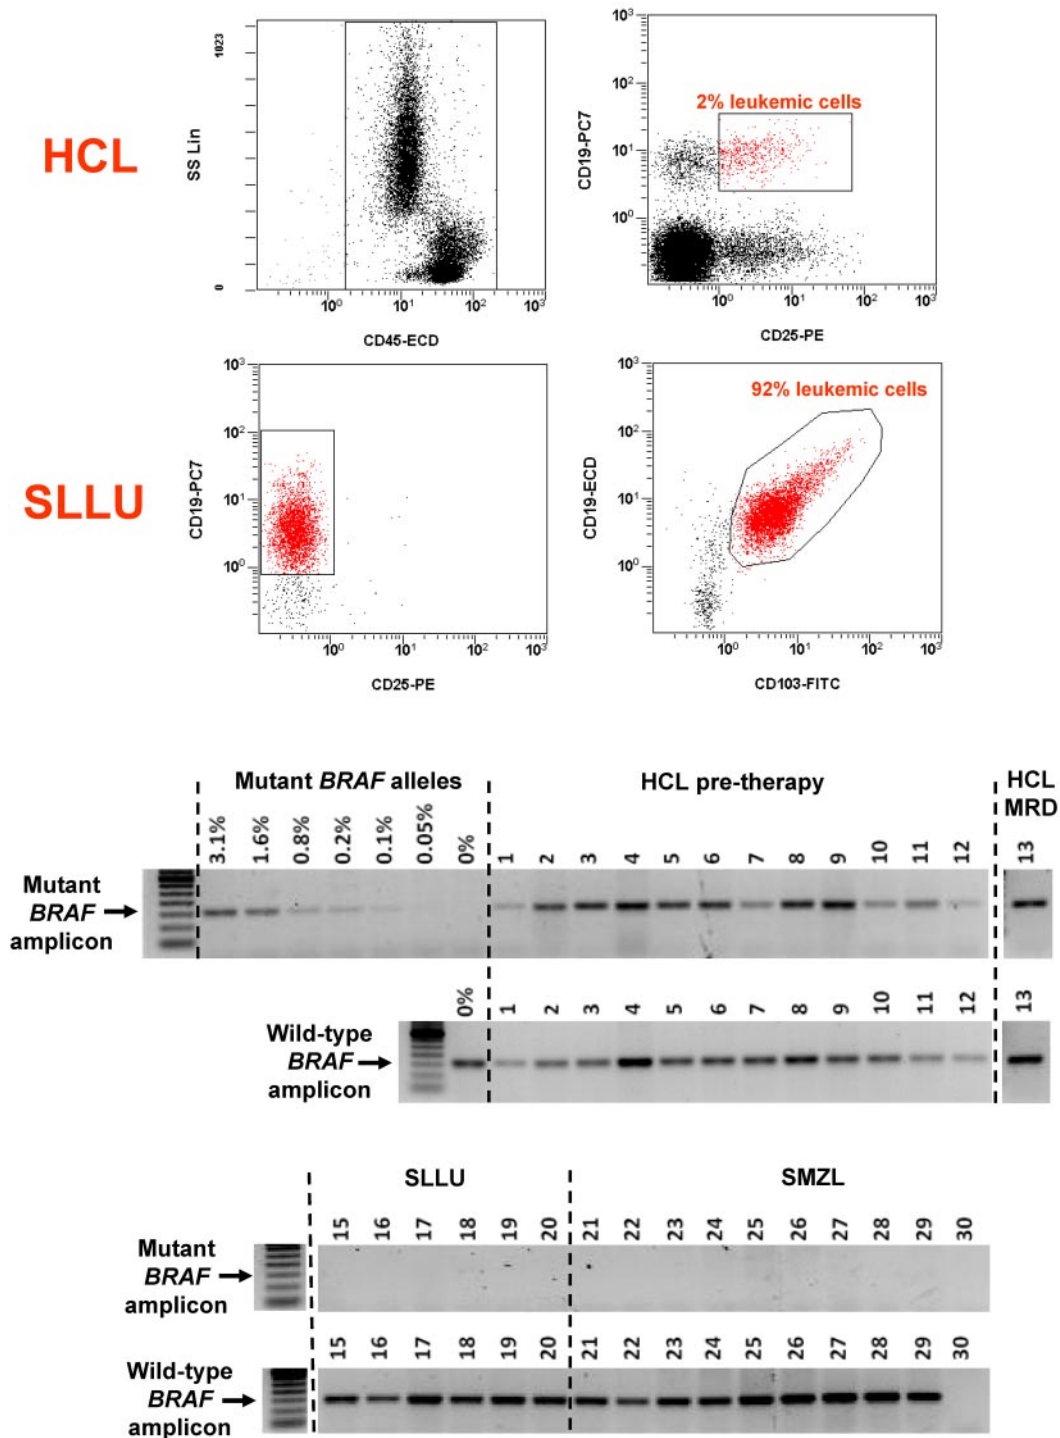 HCL
1023
SS Lin
0
10⁰ 10¹ 10² 10³
CD45-ECD
10³
10²
10¹
10⁰
CD19-PC7
2% leukemic cells
10⁰ 10¹ 10² 10³
CD25-PE
SLLU
10³
10²
10¹
10⁰
CD19-PC7
10⁰ 10¹ 10² 10³
CD25-PE
10³
10²
10¹
10⁰
CD19-ECD
92% leukemic cells
10⁰ 10¹ 10² 10³
CD103-FITC
Mutant BRAF alleles
HCL pre-therapy
HCL
MRD
3.1% 1.6% 0.8% 0.2% 0.1% 0.05% 0% 1 2 3 4 5 6 7 8 9 10 11 12 13
Mutant
BRAF
amplicon
0% 1 2 3 4 5 6 7 8 9 10 11 12 13
Wild-type
BRAF
amplicon
SLLU SMZL
15 16 17 18 19 20 21 22 23 24 25 26 27 28 29 30
Mutant
BRAF
amplicon
15 16 17 18 19 20 21 22 23 24 25 26 27 28 29 30
Wild-type
BRAF
amplicon